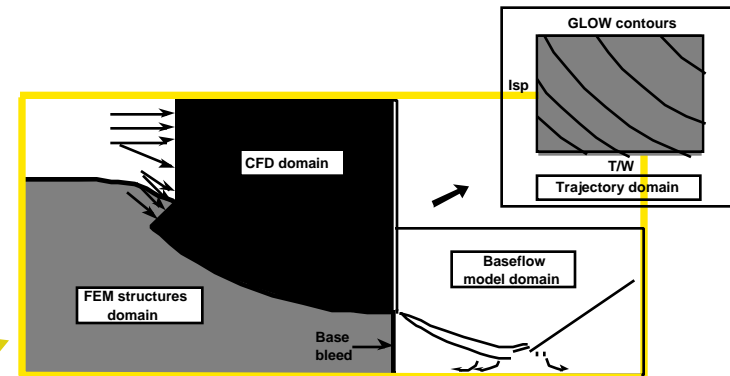 GLOW contours
Isp
T/W
Trajectory domain
CFD domain
Baseflow
model domain
FEM structures
domain
Base
bleed